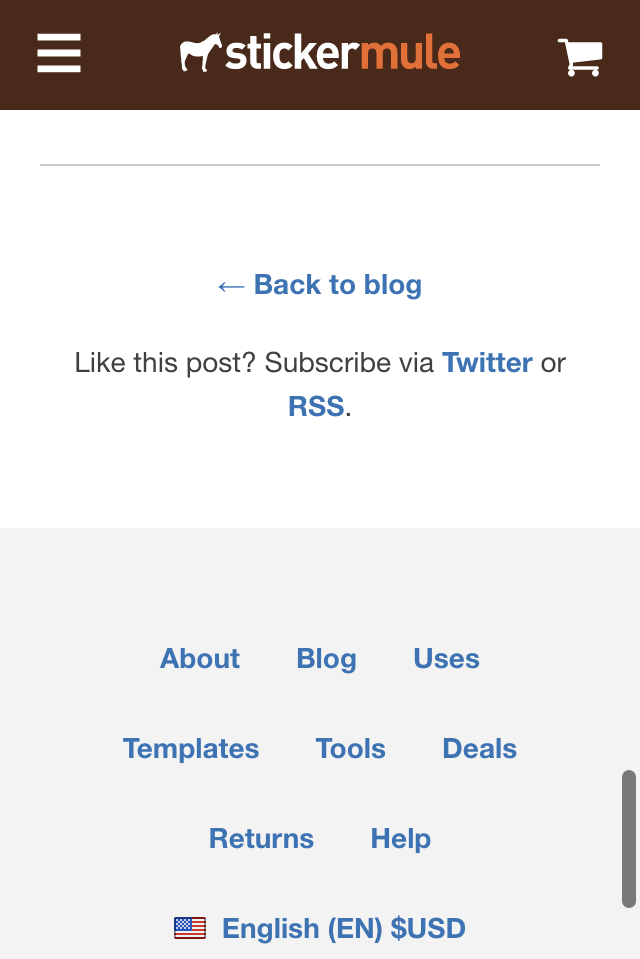 stickermule
← Back to blog
Like this post? Subscribe via Twitter or
RSS.
About Blog Uses
Templates Tools Deals
Returns Help
English (EN) $USD